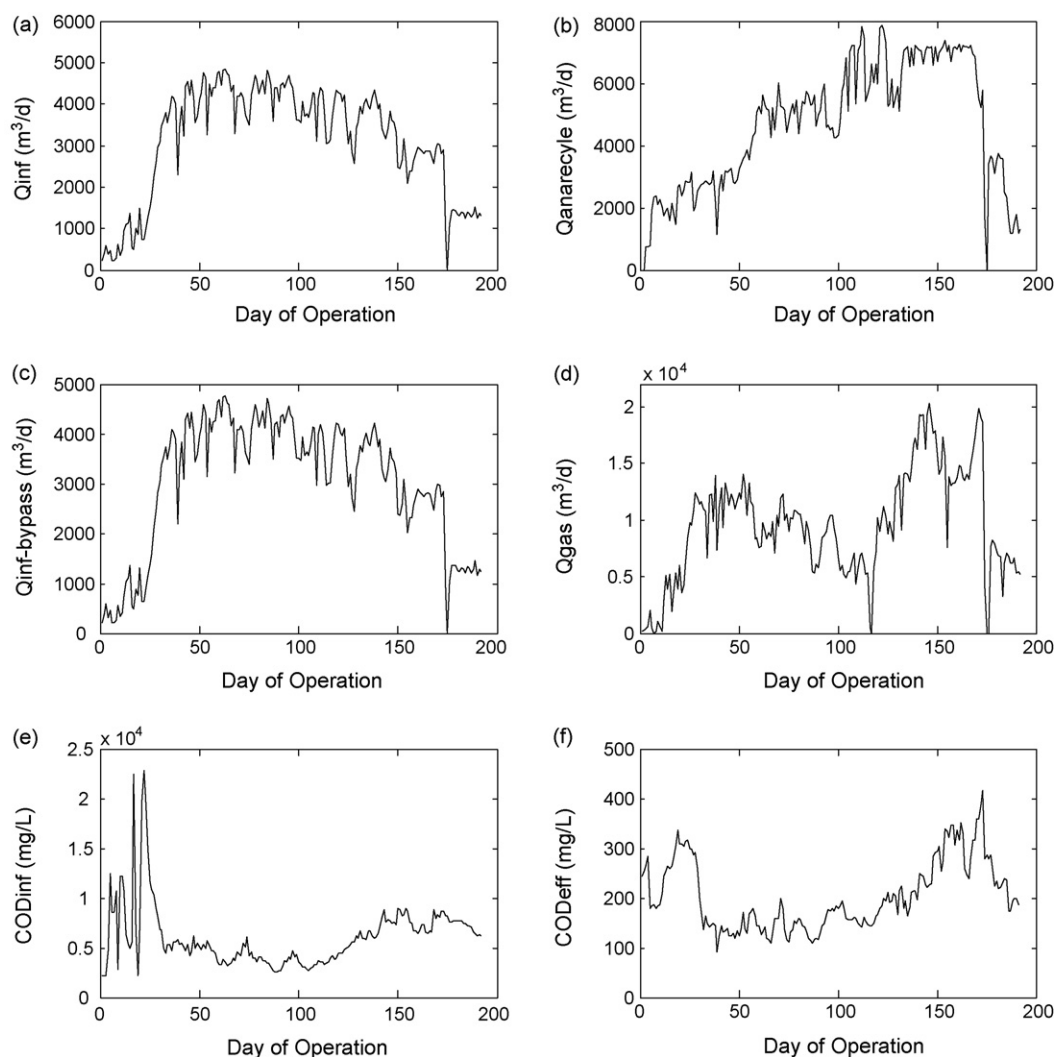 (a)
6000
5000
4000
3000
2000
1000
0
Qinf (m³/d)
0 50 100 150 200
Day of Operation
(b)
8000
6000
4000
2000
0
Qanarecyle (m³/d)
0 50 100 150 200
Day of Operation
(c)
5000
4000
3000
2000
1000
0
Qinf-bypass (m³/d)
0 50 100 150 200
Day of Operation
(d)
x 10⁴
2
1.5
1
0.5
0
Qgas (m³/d)
0 50 100 150 200
Day of Operation
(e)
x 10⁴
2.5
2
1.5
1
0.5
0
CODinf (mg/L)
0 50 100 150 200
Day of Operation
(f)
500
400
300
200
100
0
CODeff (mg/L)
0 50 100 150 200
Day of Operation